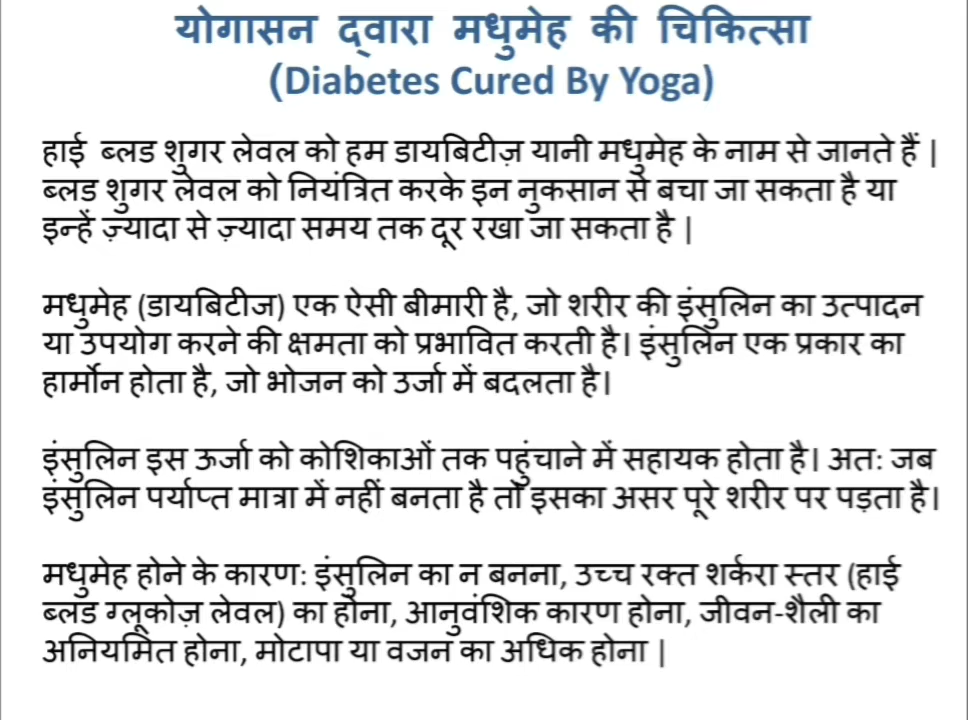 योगासन द्वारा मधुमेह की चिकित्सा
(Diabetes Cured By Yoga)
हाई ब्लड शुगर लेवल को हम डायबिटीज़ यानी मधुमेह के नाम से जानते हैं |
ब्लड शुगर लेवल को नियंत्रित करके इन नुकसान से बचा जा सकता है या
इन्हें ज़्यादा से ज़्यादा समय तक दूर रखा जा सकता है |
मधुमेह (डायबिटीज) एक ऐसी बीमारी है, जो शरीर की इंसुलिन का उत्पादन
या उपयोग करने की क्षमता को प्रभावित करती है। इंसुलिन एक प्रकार का
हार्मोन होता है, जो भोजन को उर्जा में बदलता है।
इंसुलिन इस ऊर्जा को कोशिकाओं तक पहुंचाने में सहायक होता है। अतः जब
इंसुलिन पर्याप्त मात्रा में नहीं बनता है तो इसका असर पूरे शरीर पर पड़ता है।
मधुमेह होने के कारण: इंसुलिन का न बनना, उच्च रक्त शर्करा स्तर (हाई
ब्लड ग्लूकोज़ लेवल) का होना, आनुवंशिक कारण होना, जीवन-शैली का
अनियमित होना, मोटापा या वजन का अधिक होना |